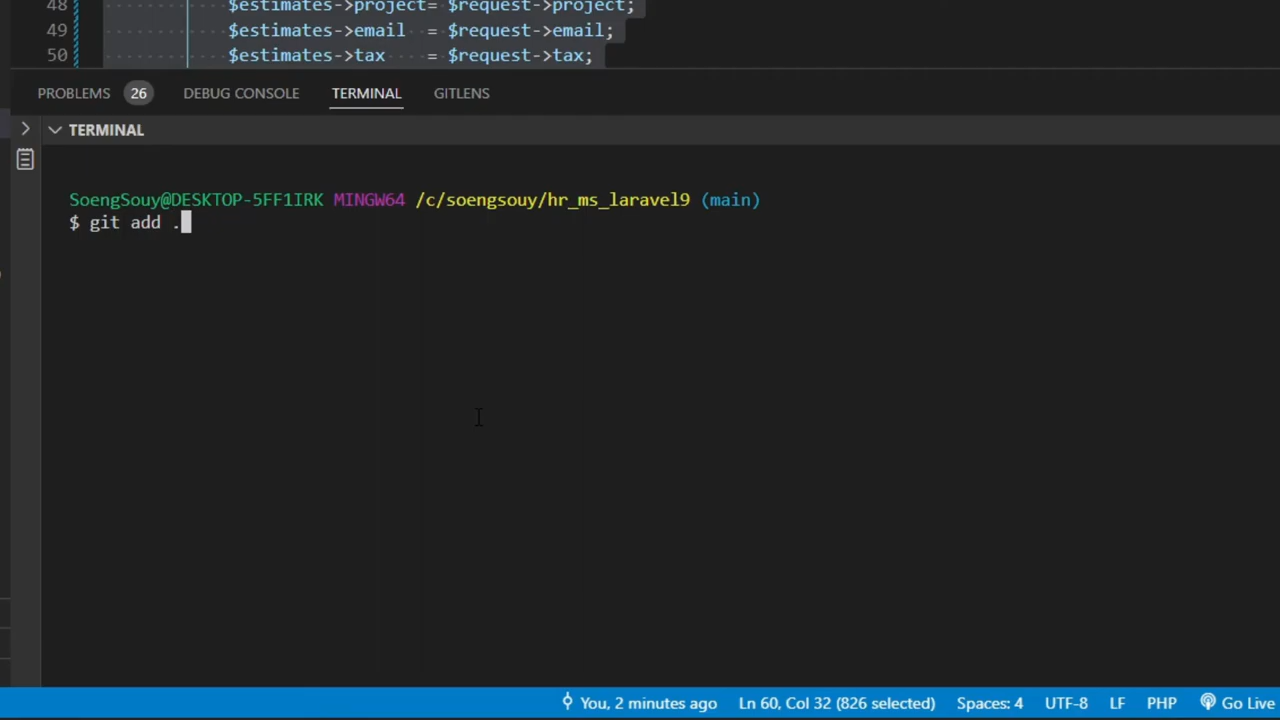 48 $estimates->project= $request->project;
49 $estimates->email = $request->email;
50 $estimates->tax = $request->tax;
PROBLEMS 26 DEBUG CONSOLE TERMINAL GITLENS
TERMINAL
SoengSouy@DESKTOP-5FF1IRK MINGW64 /c/soengsouy/hr_ms_laravel9 (main)
$ git add .
You, 2 minutes ago Ln 60, Col 32 (826 selected) Spaces: 4 UTF-8 LF PHP Go Live